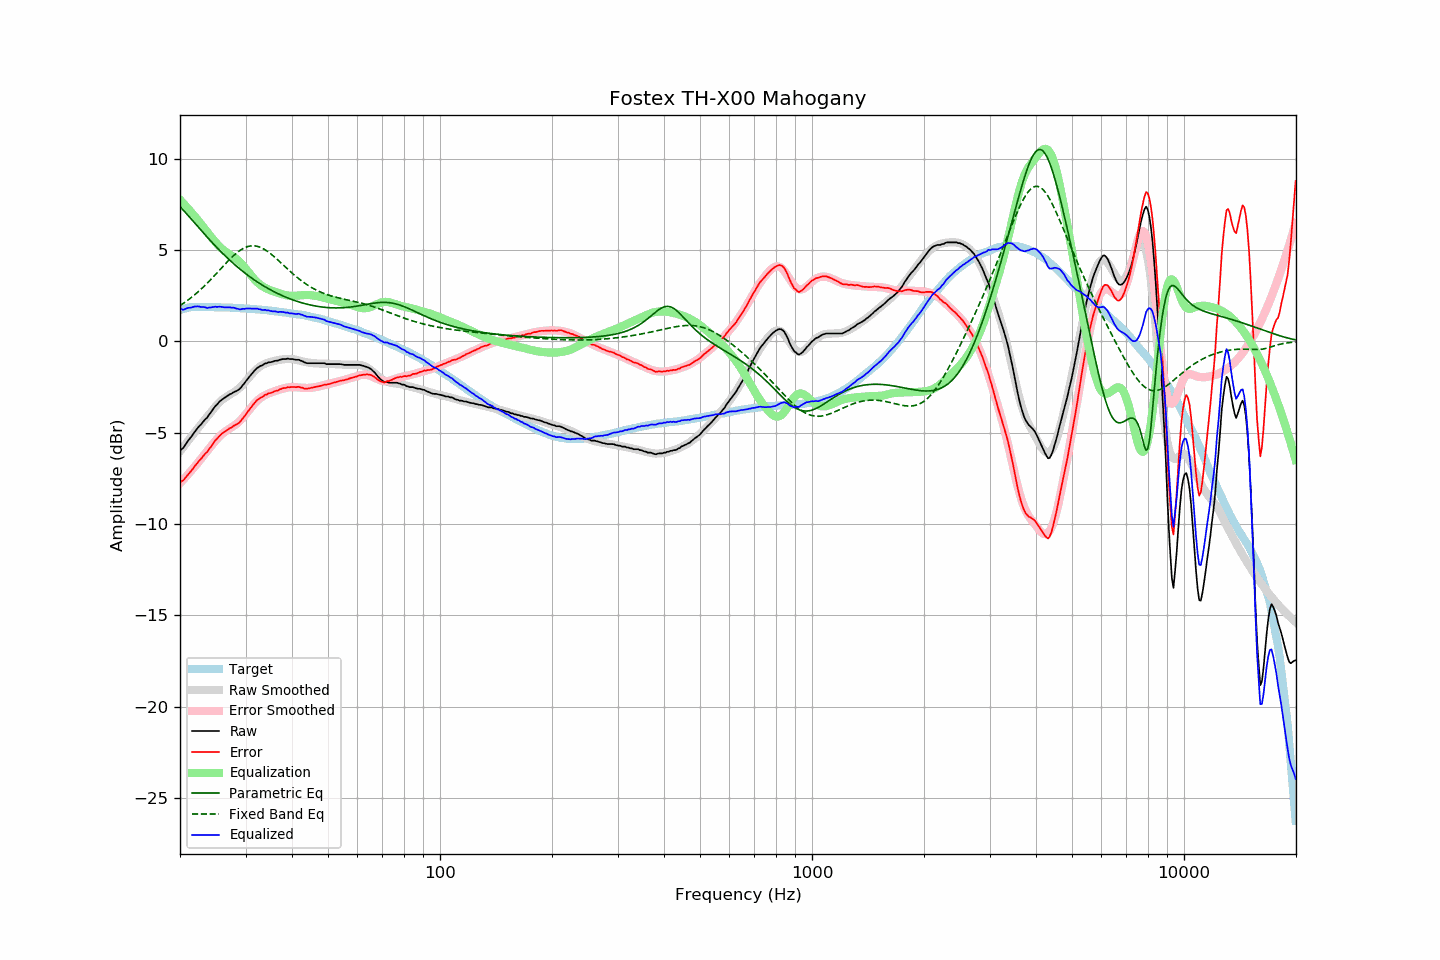 Fostex TH-X00 Mahogany
Amplitude (dBr)
10
5
0
−5
−10
−15
−20
−25
Target
Raw Smoothed
Error Smoothed
Raw
Error
Equalization
Parametric Eq
Fixed Band Eq
Equalized
100 1000 10000
Frequency (Hz)